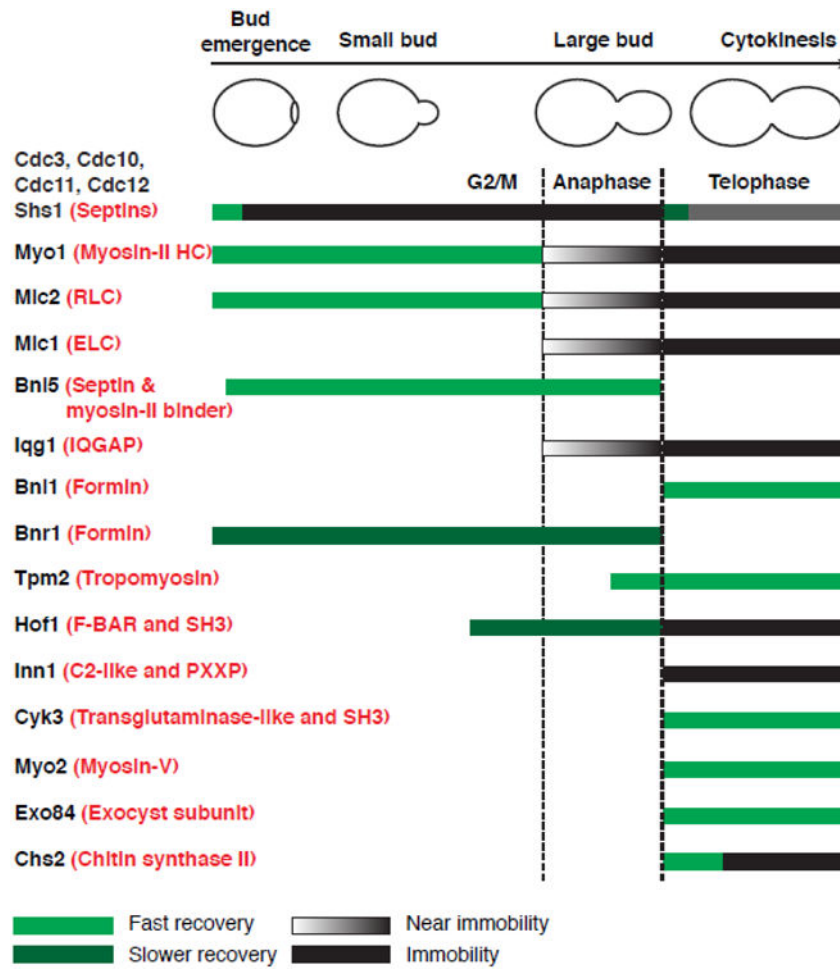 Bud
emergence
Small bud
Large bud
Cytokinesis
Cdc3, Cdc10,
Cdc11, Cdc12
G2/M
Anaphase
Telophase
Shs1 (Septins)
Myo1 (Myosin-II HC)
Mlc2 (RLC)
Mlc1 (ELC)
Bni5 (Septin &
myosin-II binder)
Iqg1 (IQGAP)
Bni1 (Formin)
Bnr1 (Formin)
Tpm2 (Tropomyosin)
Hof1 (F-BAR and SH3)
Inn1 (C2-like and PXXP)
Cyk3 (Transglutaminase-like and SH3)
Myo2 (Myosin-V)
Exo84 (Exocyst subunit)
Chs2 (Chitin synthase II)
Fast recovery
Near immobility
Slower recovery
Immobility